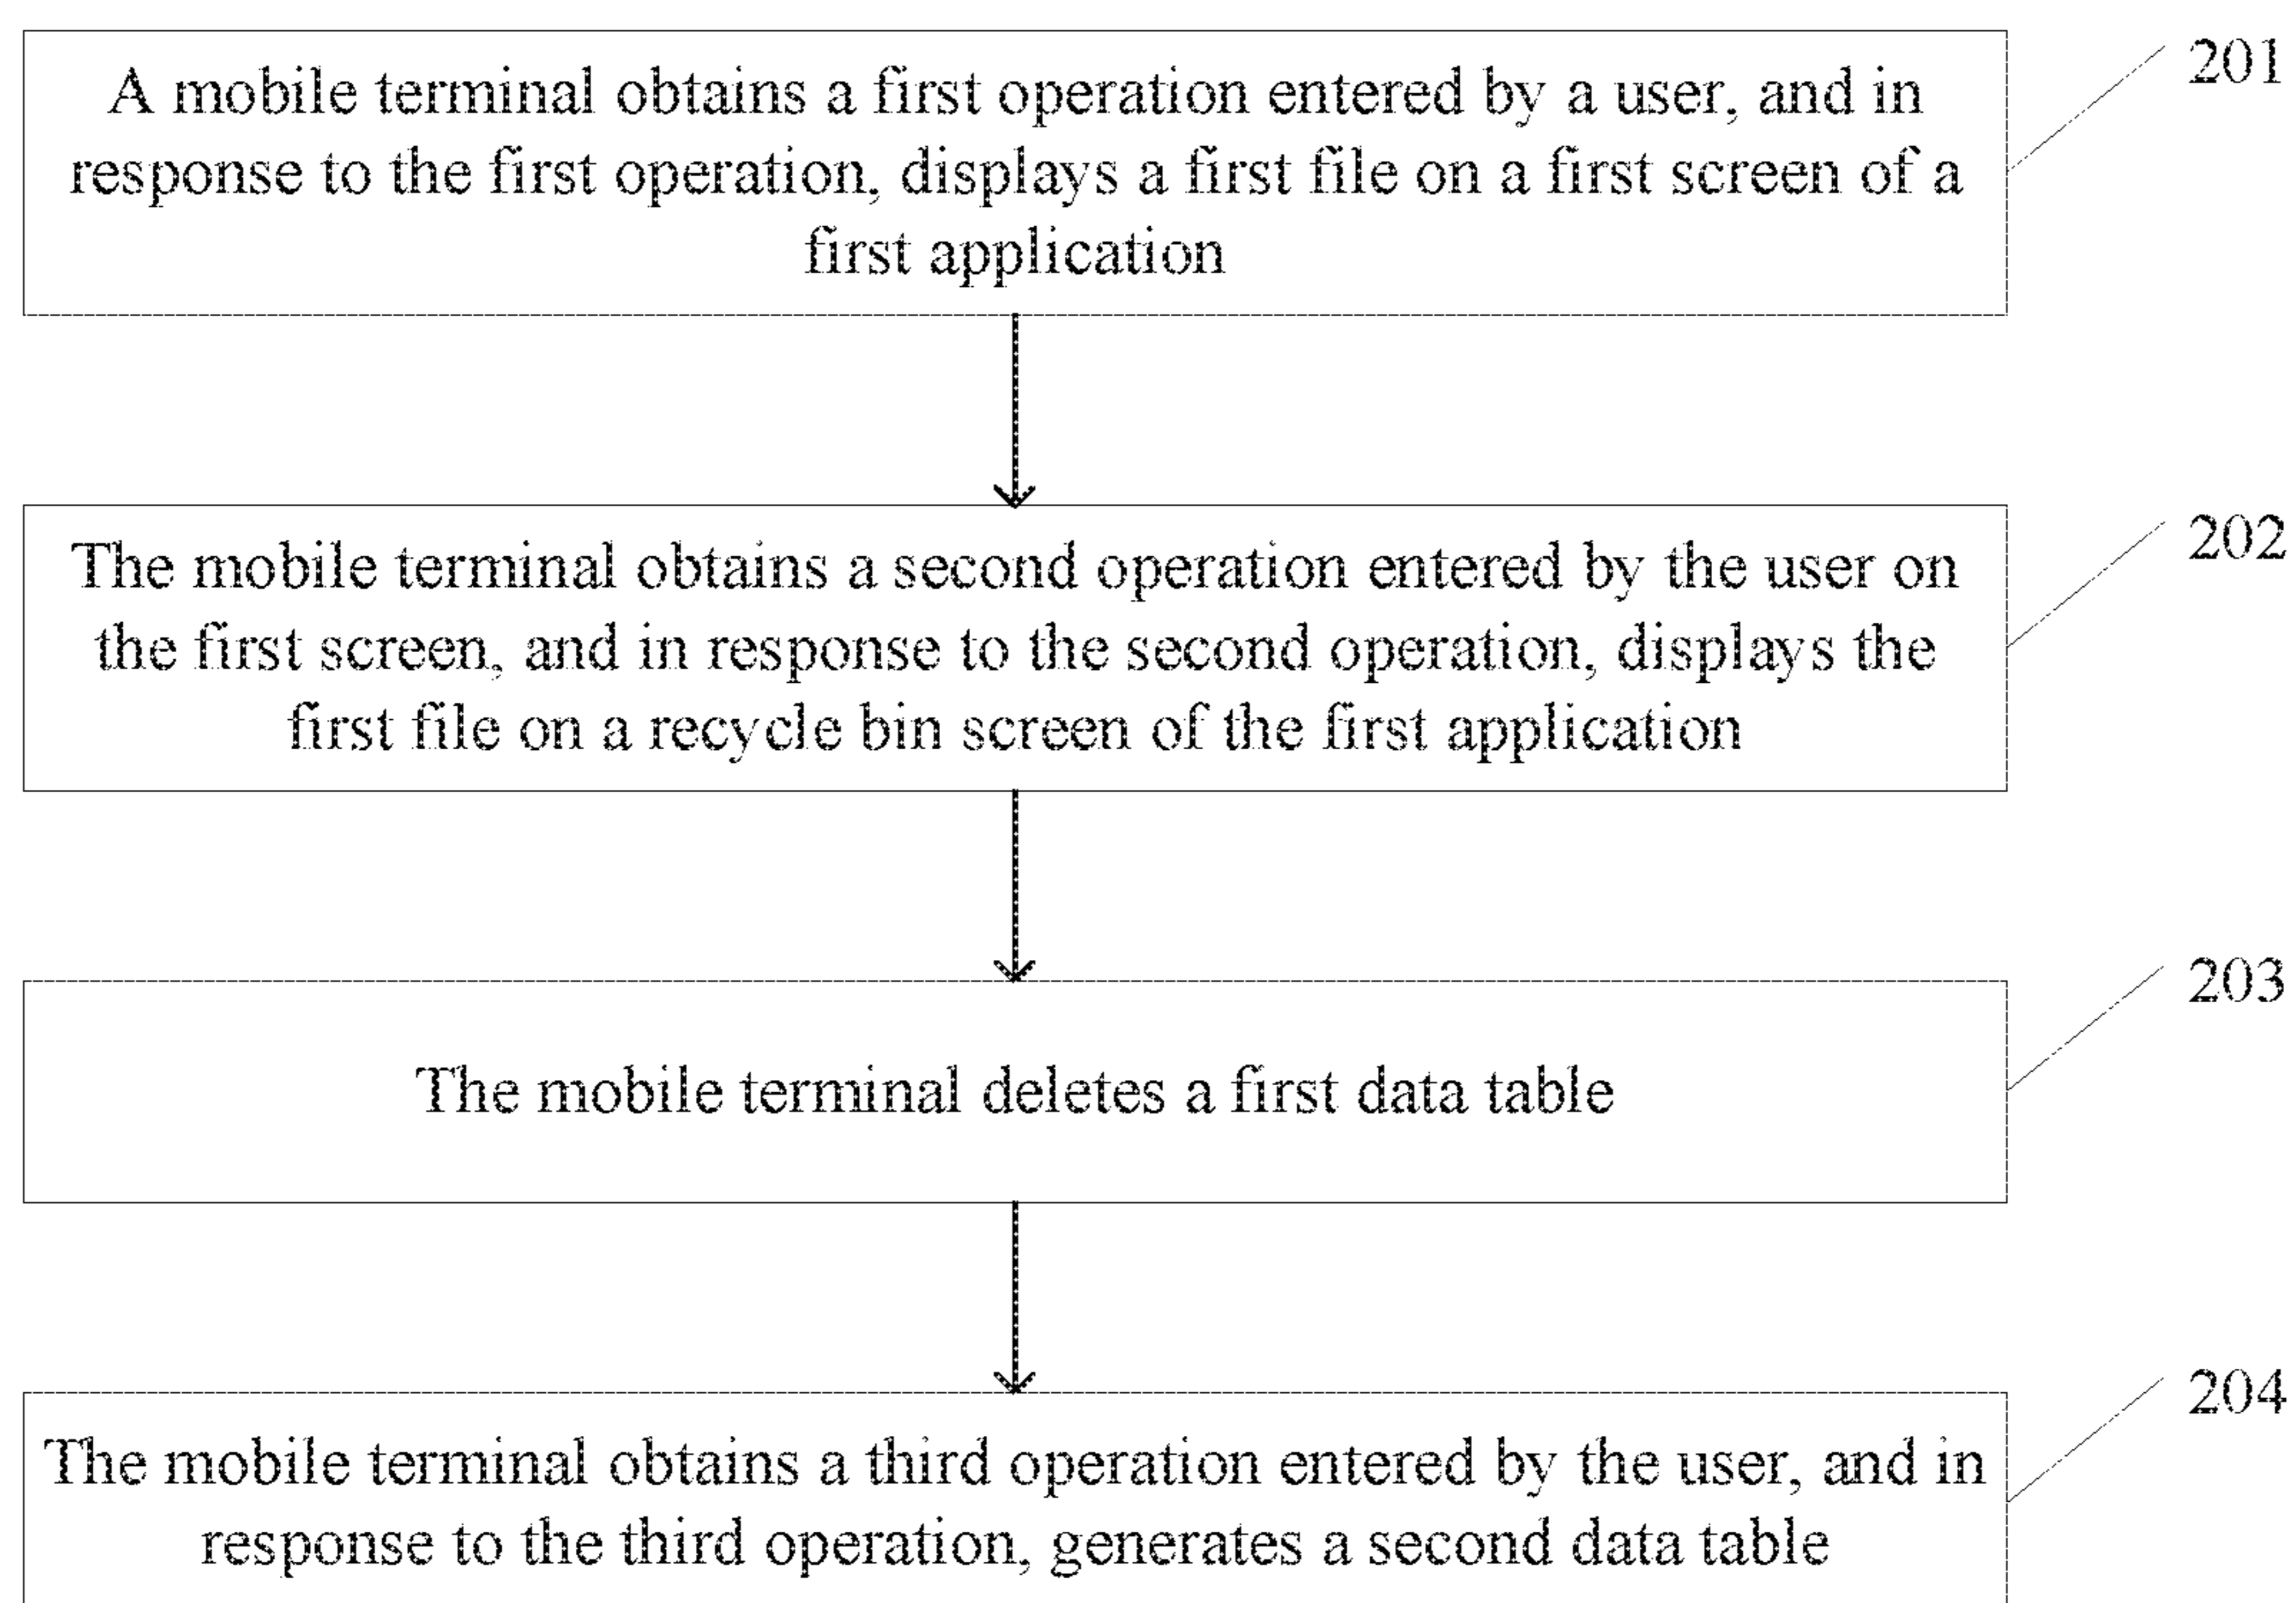 A mobile terminal obtains a first operation entered by a user, and in
response to the first operation, displays a first file on a first screen of a
first application
201
The mobile terminal obtains a second operation entered by the user on
the first screen, and in response to the second operation, displays the
first file on a recycle bin screen of the first application
202
The mobile terminal deletes a first data table
203
The mobile terminal obtains a third operation entered by the user, and in
response to the third operation, generates a second data table
204